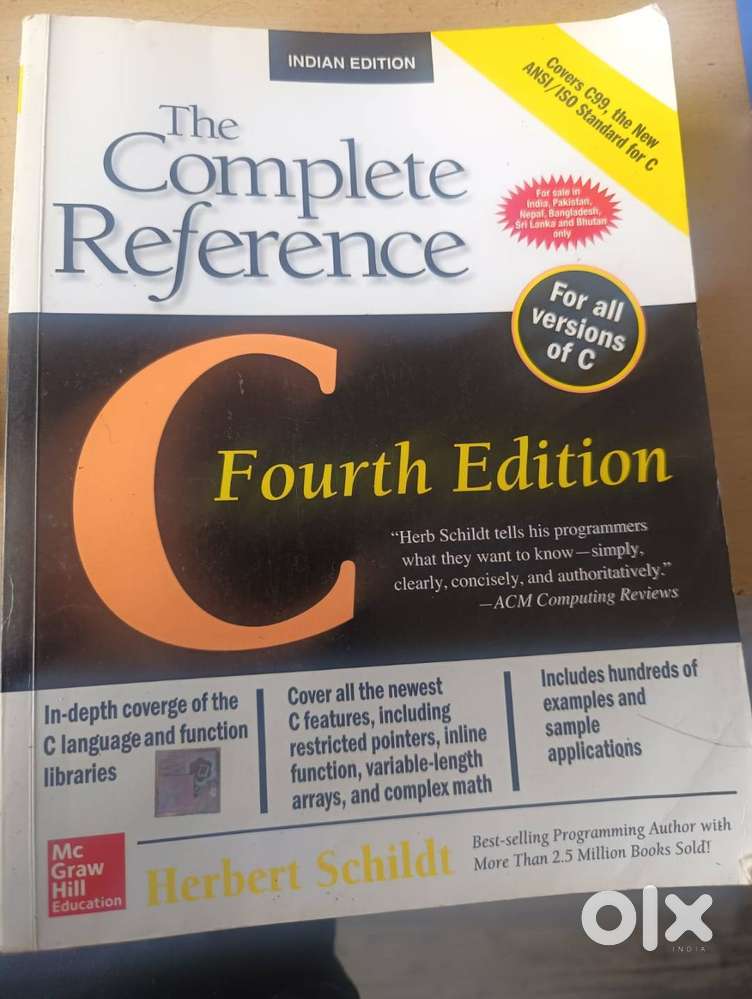 INDIAN EDITION
Covers C99, the New
ANSI/ISO Standard for C
The
Complete
Reference
For sale in
India, Pakistan,
Nepal, Bangladesh,
Sri Lanka and Bhutan
only
For all
versions
of C
C
Fourth Edition
“Herb Schildt tells his programmers
what they want to know—simply,
clearly, concisely, and authoritatively.”
—ACM Computing Reviews
In-depth coverge of the
C language and function
libraries
Cover all the newest
C features, including
restricted pointers, inline
function, variable-length
arrays, and complex math
Includes hundreds of
examples and
sample
applications
Mc
Graw
Hill
Education
Herbert Schildt
Best-selling Programming Author with
More Than 2.5 Million Books Sold!
olx
INDIA